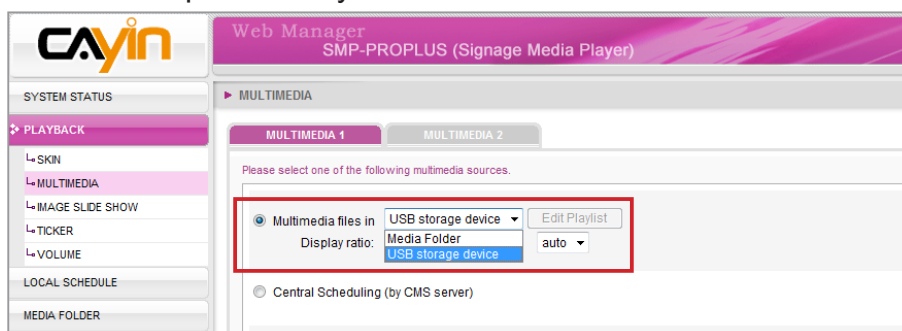 CAyin
Web Manager
SMP-PROPLUS (Signage Media Player)
SYSTEM STATUS
PLAYBACK
SKIN
MULTIMEDIA
IMAGE SLIDE SHOW
TICKER
VOLUME
LOCAL SCHEDULE
MEDIA FOLDER
MULTIMEDIA
MULTIMEDIA 1 MULTIMEDIA 2
Please select one of the following multimedia sources.
Multimedia files in USB storage device Edit Playlist
Display ratio: Media Folder auto
USB storage device
Central Scheduling (by CMS server)